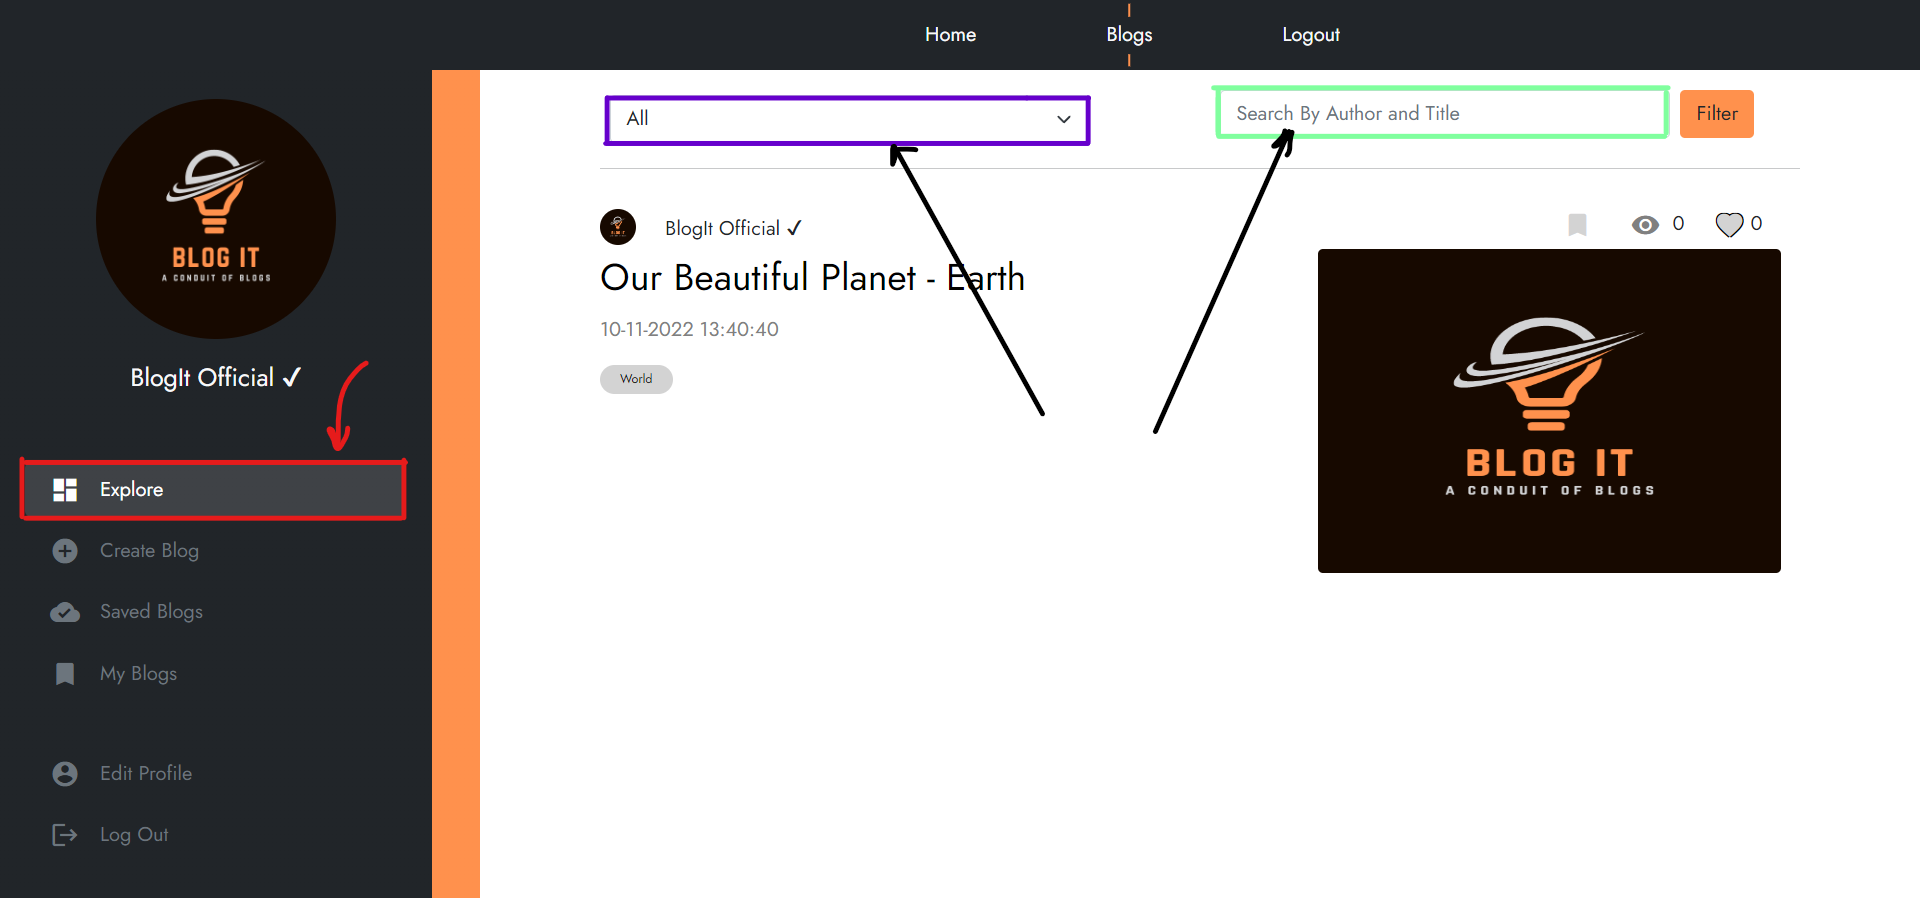 Home Blogs Logout
BLOG IT
A CONDUIT OF BLOGS
BlogIt Official ✓
Explore
Create Blog
Saved Blogs
My Blogs
Edit Profile
Log Out
All
Search By Author and Title
Filter
BlogIt Official ✓
0 0
Our Beautiful Planet - Earth
10-11-2022 13:40:40
World
BLOG IT
A CONDUIT OF BLOGS